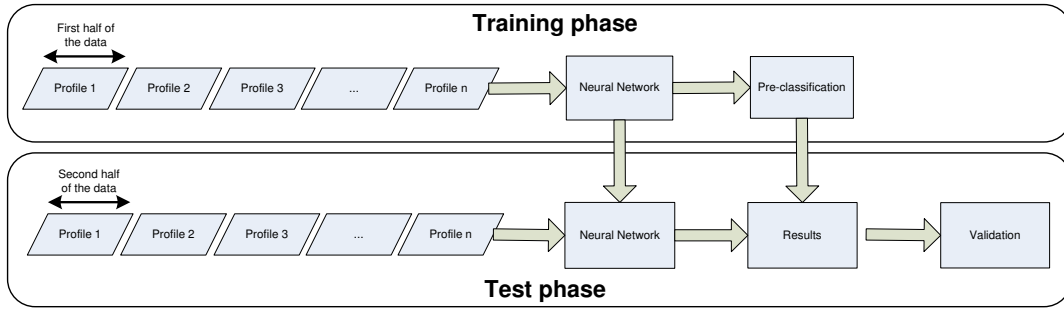 Training phase
First half of
the data
Profile 1
Profile 2
Profile 3
...
Profile n
Neural Network
Pre-classification
Second half
of the data
Profile 1
Profile 2
Profile 3
...
Profile n
Neural Network
Results
Validation
Test phase